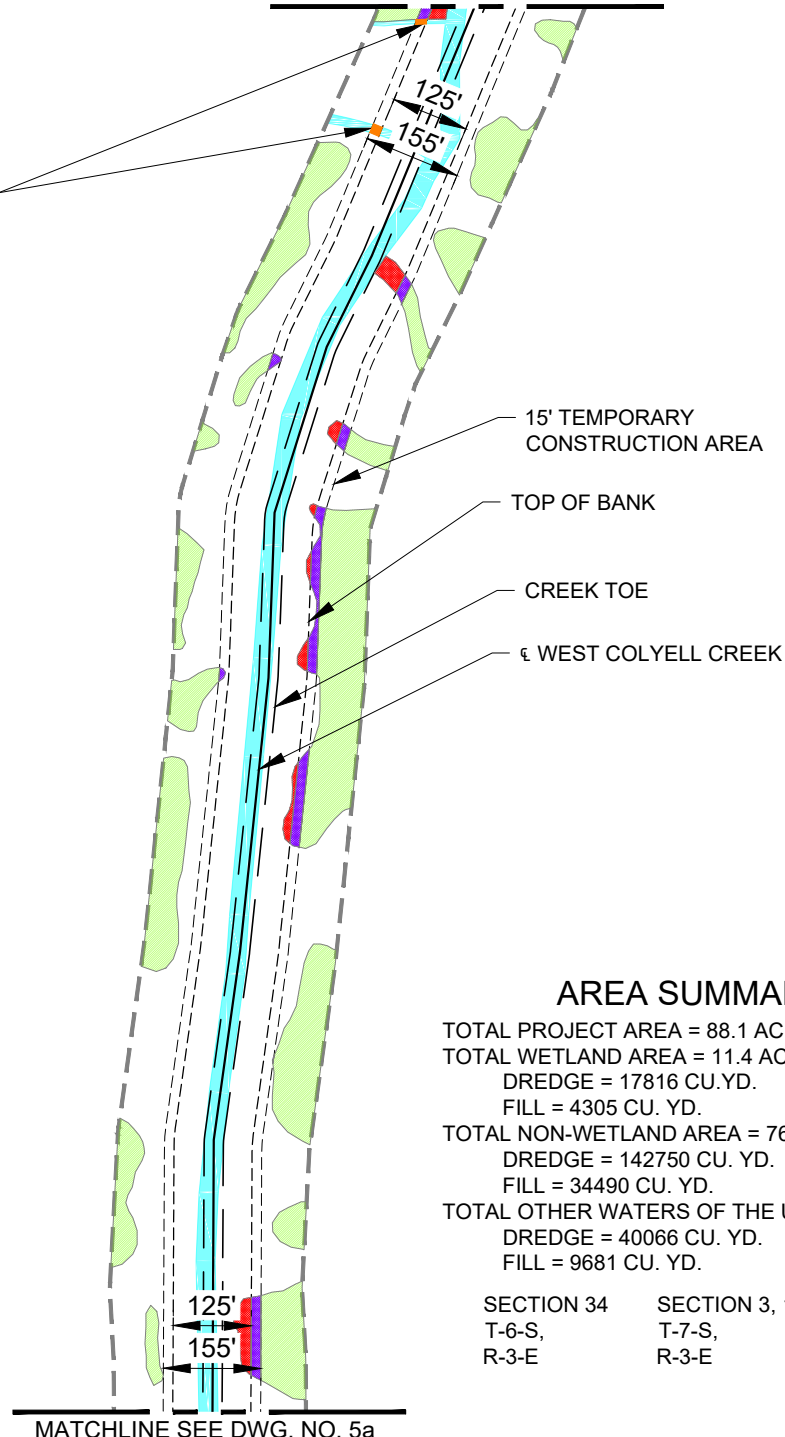 125'
155'
15' TEMPORARY
CONSTRUCTION AREA
TOP OF BANK
CREEK TOE
℄ WEST COLYELL CREEK
AREA SUMMA
TOTAL PROJECT AREA = 88.1 AC
TOTAL WETLAND AREA = 11.4 AC
DREDGE = 17816 CU.YD.
FILL = 4305 CU. YD.
TOTAL NON-WETLAND AREA = 76
DREDGE = 142750 CU. YD.
FILL = 34490 CU. YD.
TOTAL OTHER WATERS OF THE
DREDGE = 40066 CU. YD.
FILL = 9681 CU. YD.
SECTION 34 SECTION 3,
T-6-S, T-7-S,
R-3-E R-3-E
125'
155'
MATCHLINE SEE DWG. NO. 5a